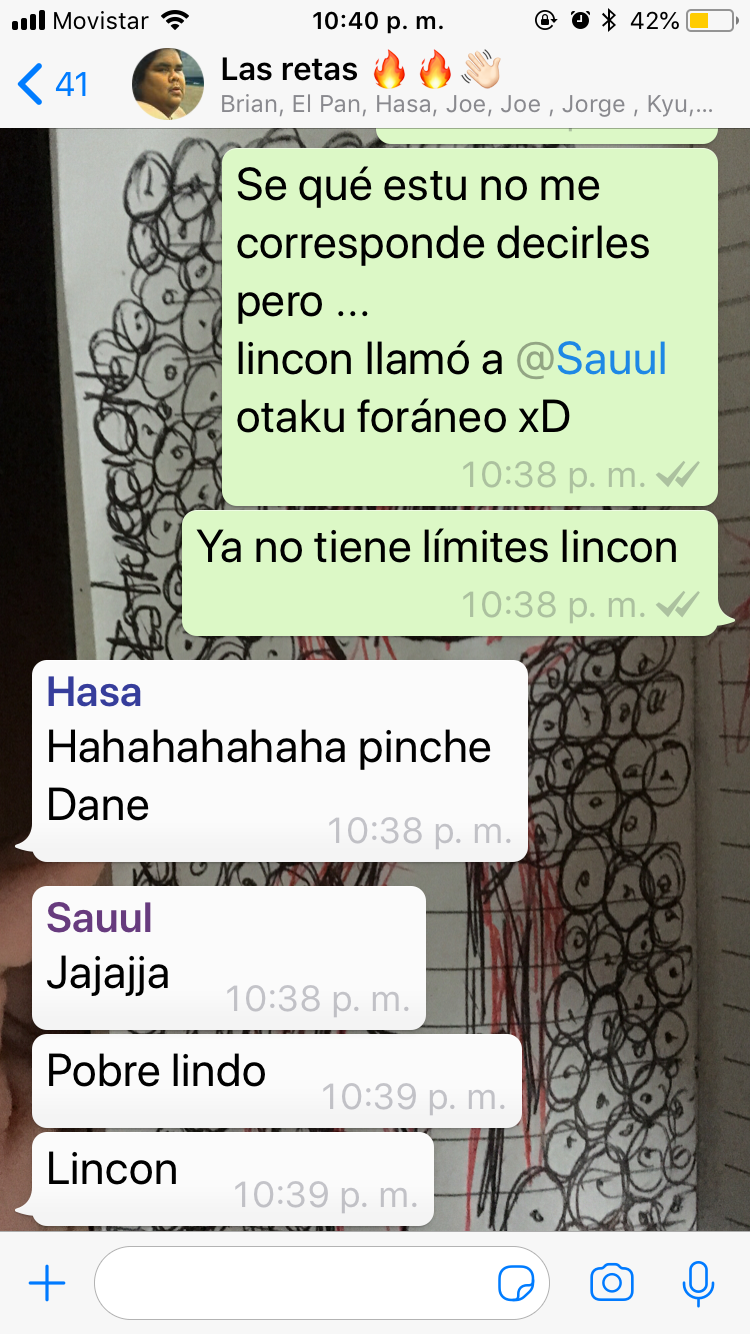 Movistar 10:40 p. m. 42%
41
Las retas 🔥🔥👋🏻
Brian, El Pan, Hasa, Joe, Joe , Jorge , Kyu,...
Se qué estu no me
corresponde decirles
pero ...
lincon llamó a @Sauul
otaku foráneo xD
10:38 p. m.
Ya no tiene límites lincon
10:38 p. m.
Hasa
Hahahahahaha pinche
Dane
10:38 p. m.
Sauul
Jajajja
10:38 p. m.
Pobre lindo
10:39 p. m.
Lincon
10:39 p. m.